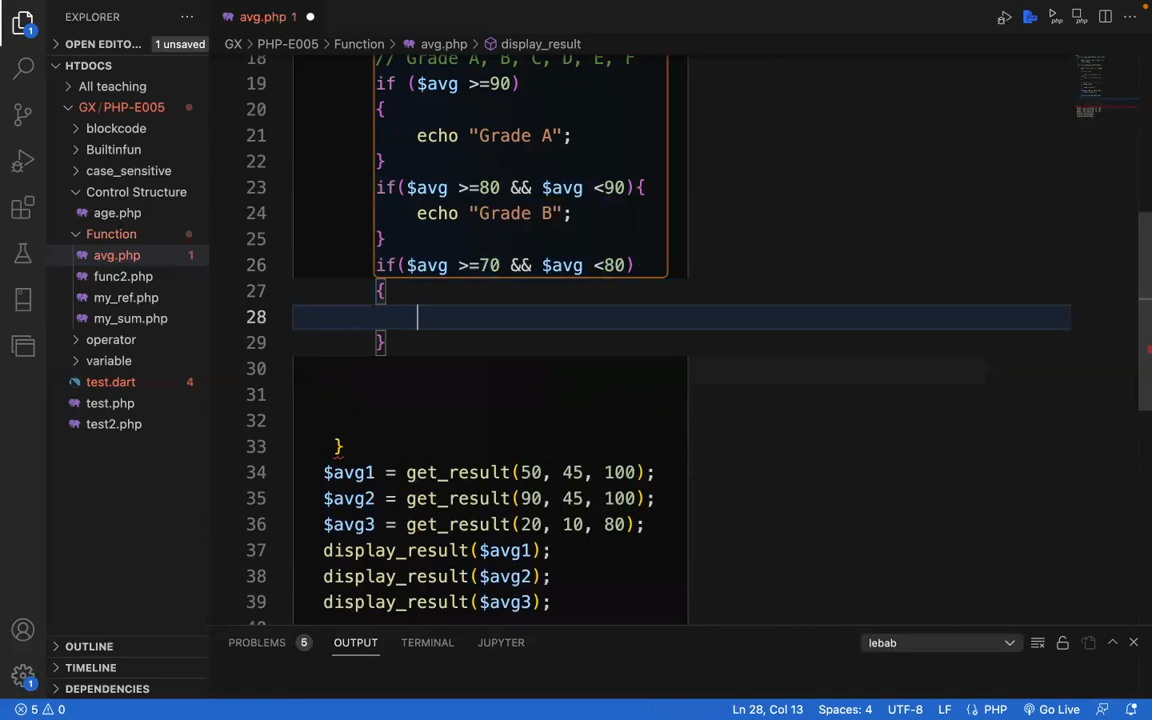 EXPLORER
avg.php 1
OPEN EDITO... 1 unsaved
GX > PHP-E005 > Function > avg.php > display_result
HTDOCS
All teaching
GX / PHP-E005
blockcode
Builtinfun
case_sensitive
Control Structure
age.php
Function
avg.php 1
func2.php
my_ref.php
my_sum.php
operator
variable
test.dart 4
test.php
test2.php
OUTLINE
TIMELINE
DEPENDENCIES
18 // Grade A, B, C, D, E, F
19 if ($avg >=90)
20 {
21 echo "Grade A";
22 }
23 if($avg >=80 && $avg <90){
24 echo "Grade B";
25 }
26 if($avg >=70 && $avg <80)
27 {
28
29 }
30
31
32
33 }
34 $avg1 = get_result(50, 45, 100);
35 $avg2 = get_result(90, 45, 100);
36 $avg3 = get_result(20, 10, 80);
37 display_result($avg1);
38 display_result($avg2);
39 display_result($avg3);
PROBLEMS 5 OUTPUT TERMINAL JUPYTER lebab
5 0 Ln 28, Col 13 Spaces: 4 UTF-8 LF {} PHP Go Live